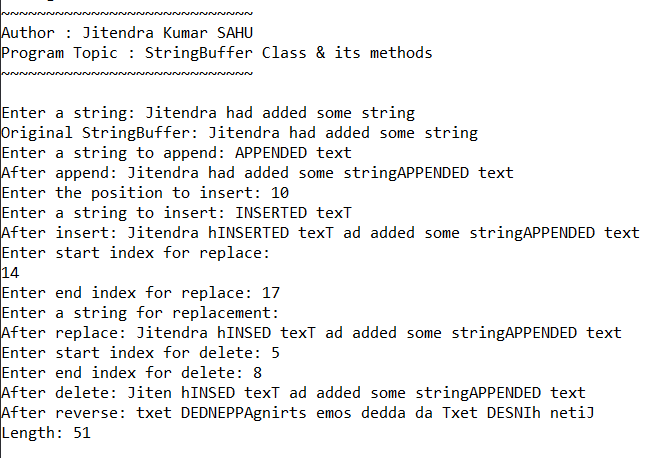 ~~~~~~~~~~~~~~~~~~~~~~~~~~~~
Author : Jitendra Kumar SAHU
Program Topic : StringBuffer Class & its methods
~~~~~~~~~~~~~~~~~~~~~~~~~~~~
Enter a string: Jitendra had added some string
Original StringBuffer: Jitendra had added some string
Enter a string to append: APPENDED text
After append: Jitendra had added some stringAPPENDED text
Enter the position to insert: 10
Enter a string to insert: INSERTED texT
After insert: Jitendra hINSERTED texT ad added some stringAPPENDED text
Enter start index for replace:
14
Enter end index for replace: 17
Enter a string for replacement:
After replace: Jitendra hINSED texT ad added some stringAPPENDED text
Enter start index for delete: 5
Enter end index for delete: 8
After delete: Jiten hINSED texT ad added some stringAPPENDED text
After reverse: txet DEDNEPPAgnirts emos dedda da Txet DESNIh netiJ
Length: 51